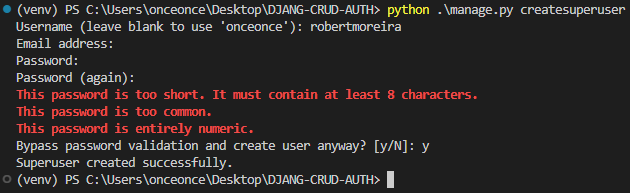 (venv) PS C:\Users\onceonce\Desktop\DJANG-CRUD-AUTH> python .\manage.py createsuperuser
Username (leave blank to use 'onceonce'): robertmoreira
Email address:
Password:
Password (again):
This password is too short. It must contain at least 8 characters.
This password is too common.
This password is entirely numeric.
Bypass password validation and create user anyway? [y/N]: y
Superuser created successfully.
(venv) PS C:\Users\onceonce\Desktop\DJANG-CRUD-AUTH>